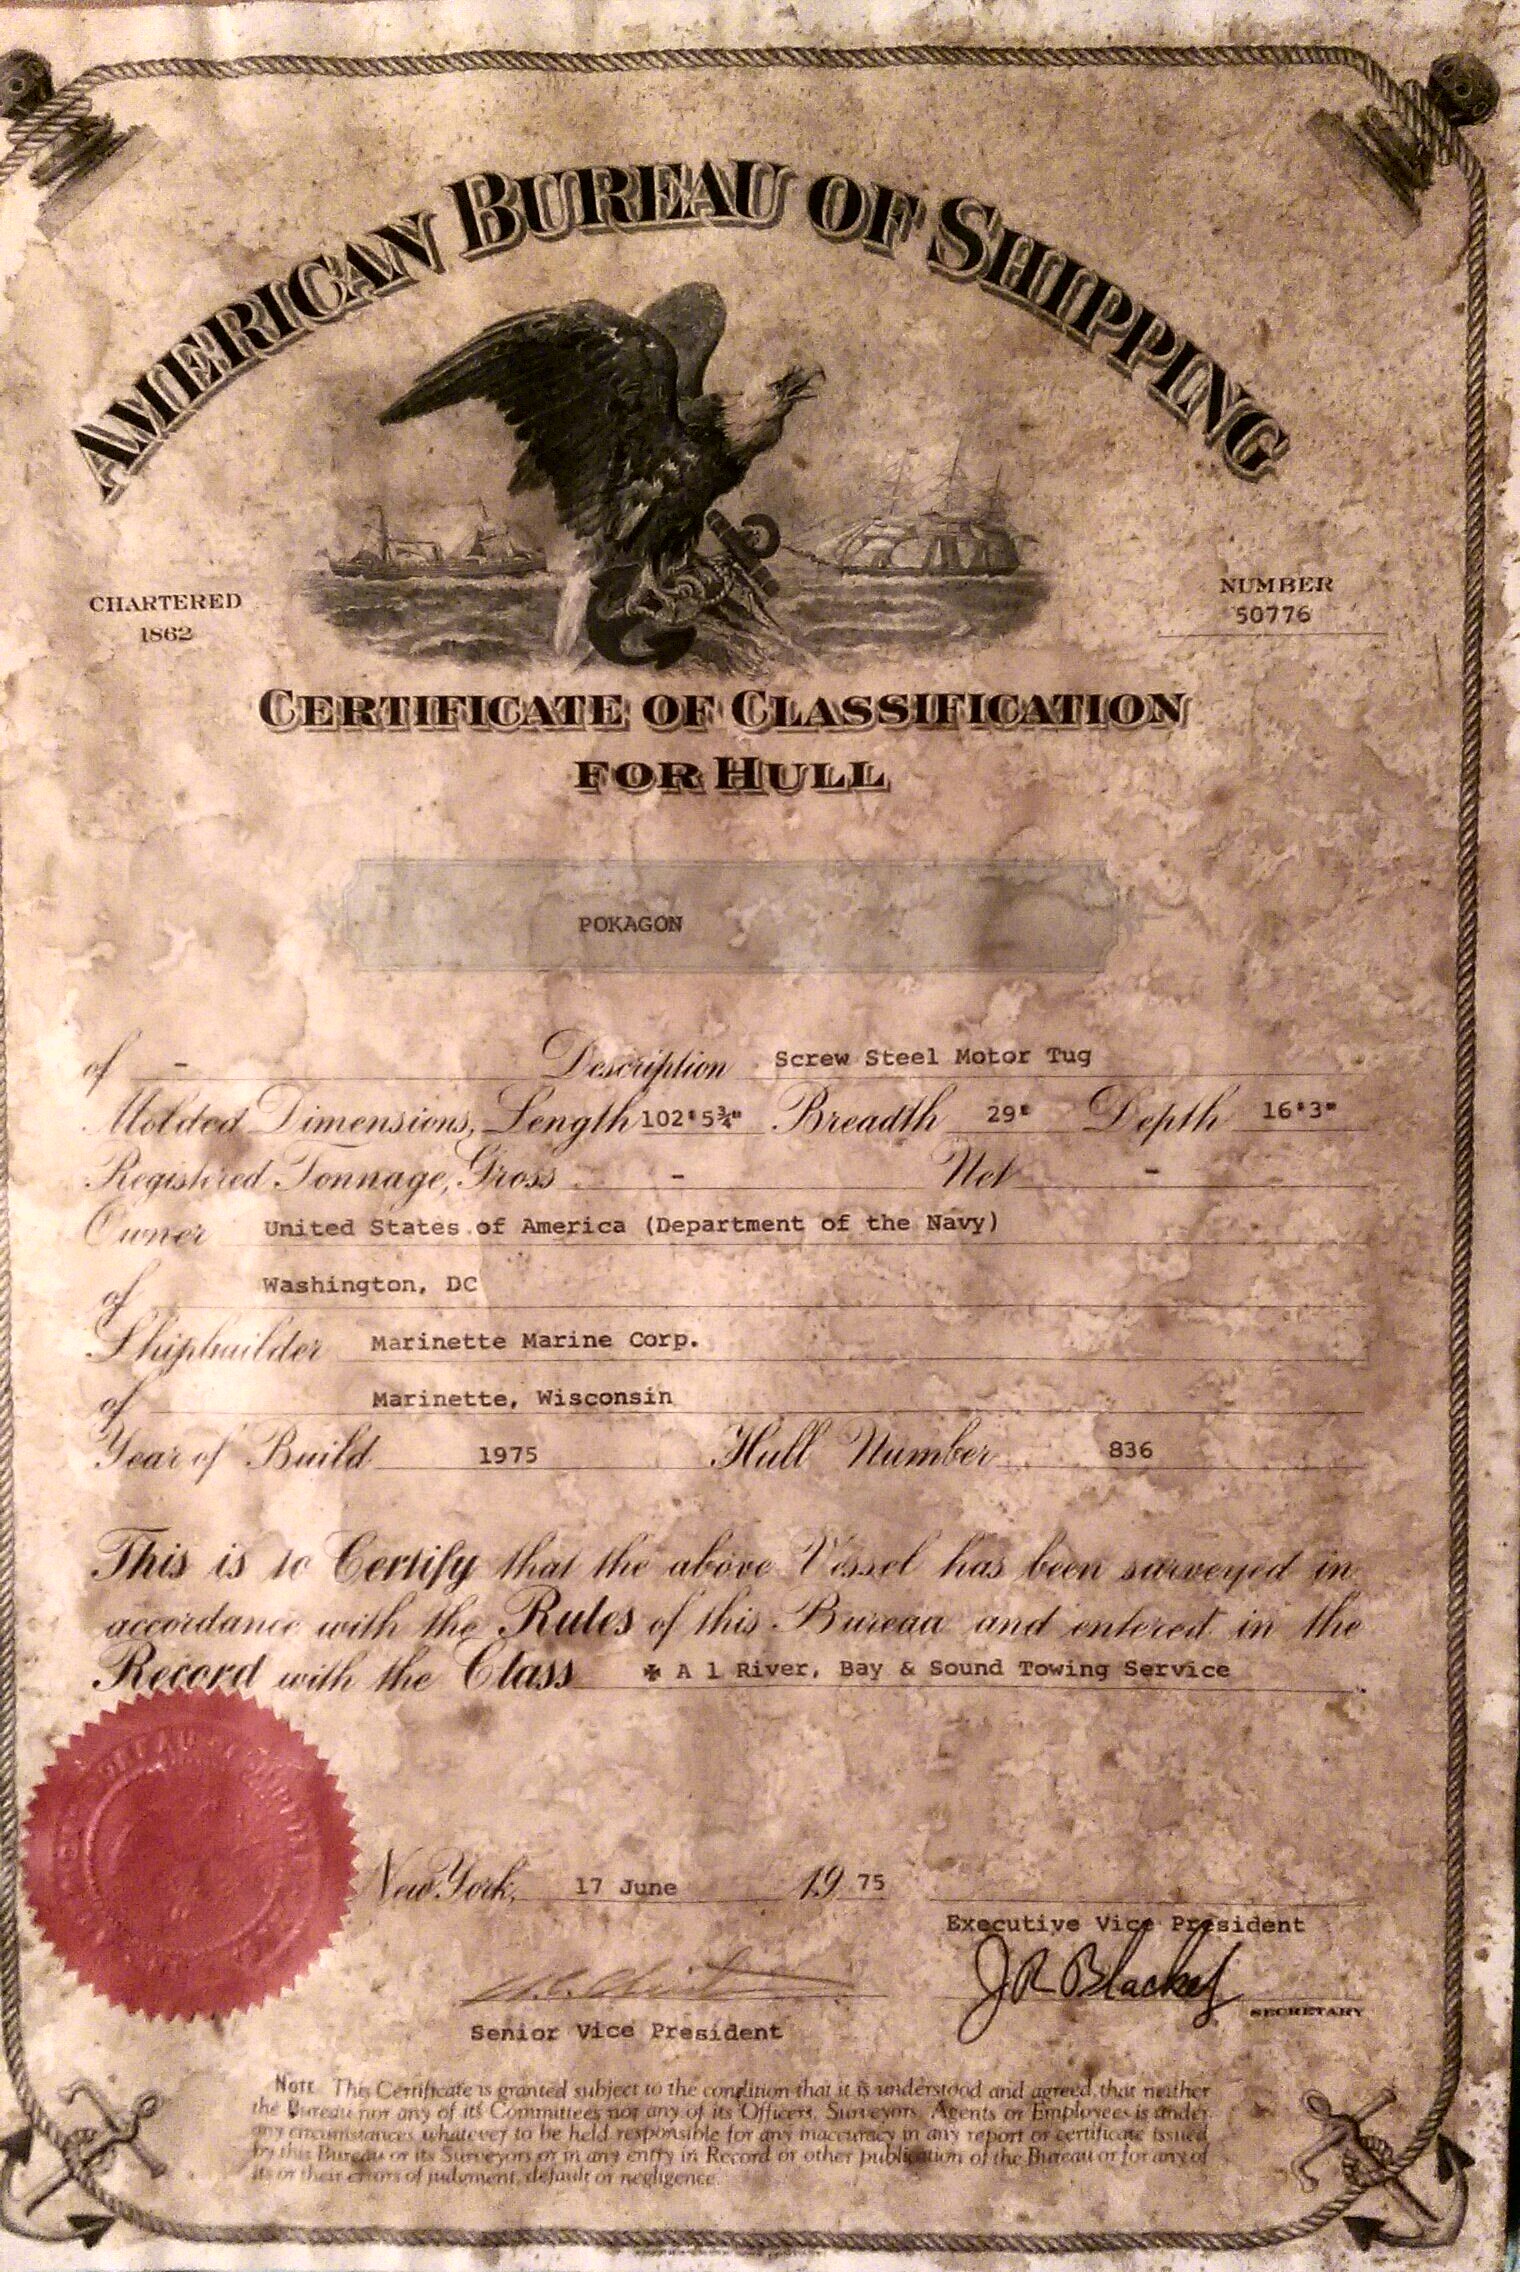 AMERICAN BUREAU OF SHIPPING
CHARTERED
1862
NUMBER
50776
CERTIFICATE OF CLASSIFICATION
FOR HULL
POKAGON
of - Description Screw Steel Motor Tug
Molded Dimensions, Length 102'5¾" Breadth 29' Depth 16'3"
Registered Tonnage, Gross - Net -
Owner United States of America (Department of the Navy)
of Washington, DC
Shipbuilder Marinette Marine Corp.
of Marinette, Wisconsin
Year of Build 1975 Hull Number 836
This is to Certify that the above Vessel has been surveyed in
accordance with the Rules of this Bureau and entered in the
Record with the Class ✠ A 1 River, Bay & Sound Towing Service
New York, 17 June 19 75
Executive Vice President
J R Blackey
SECRETARY
Senior Vice President
NOTE This Certificate is granted subject to the condition that it is understood and agreed, that neither
the Bureau nor any of its Committees nor any of its Officers, Surveyors, Agents or Employees is under
any circumstances whatever to be held responsible for any inaccuracy in any report or certificate issued
by this Bureau or its Surveyors or in any entry in Record or other publication of the Bureau or for any of
its or their errors of judgment, default or negligence.